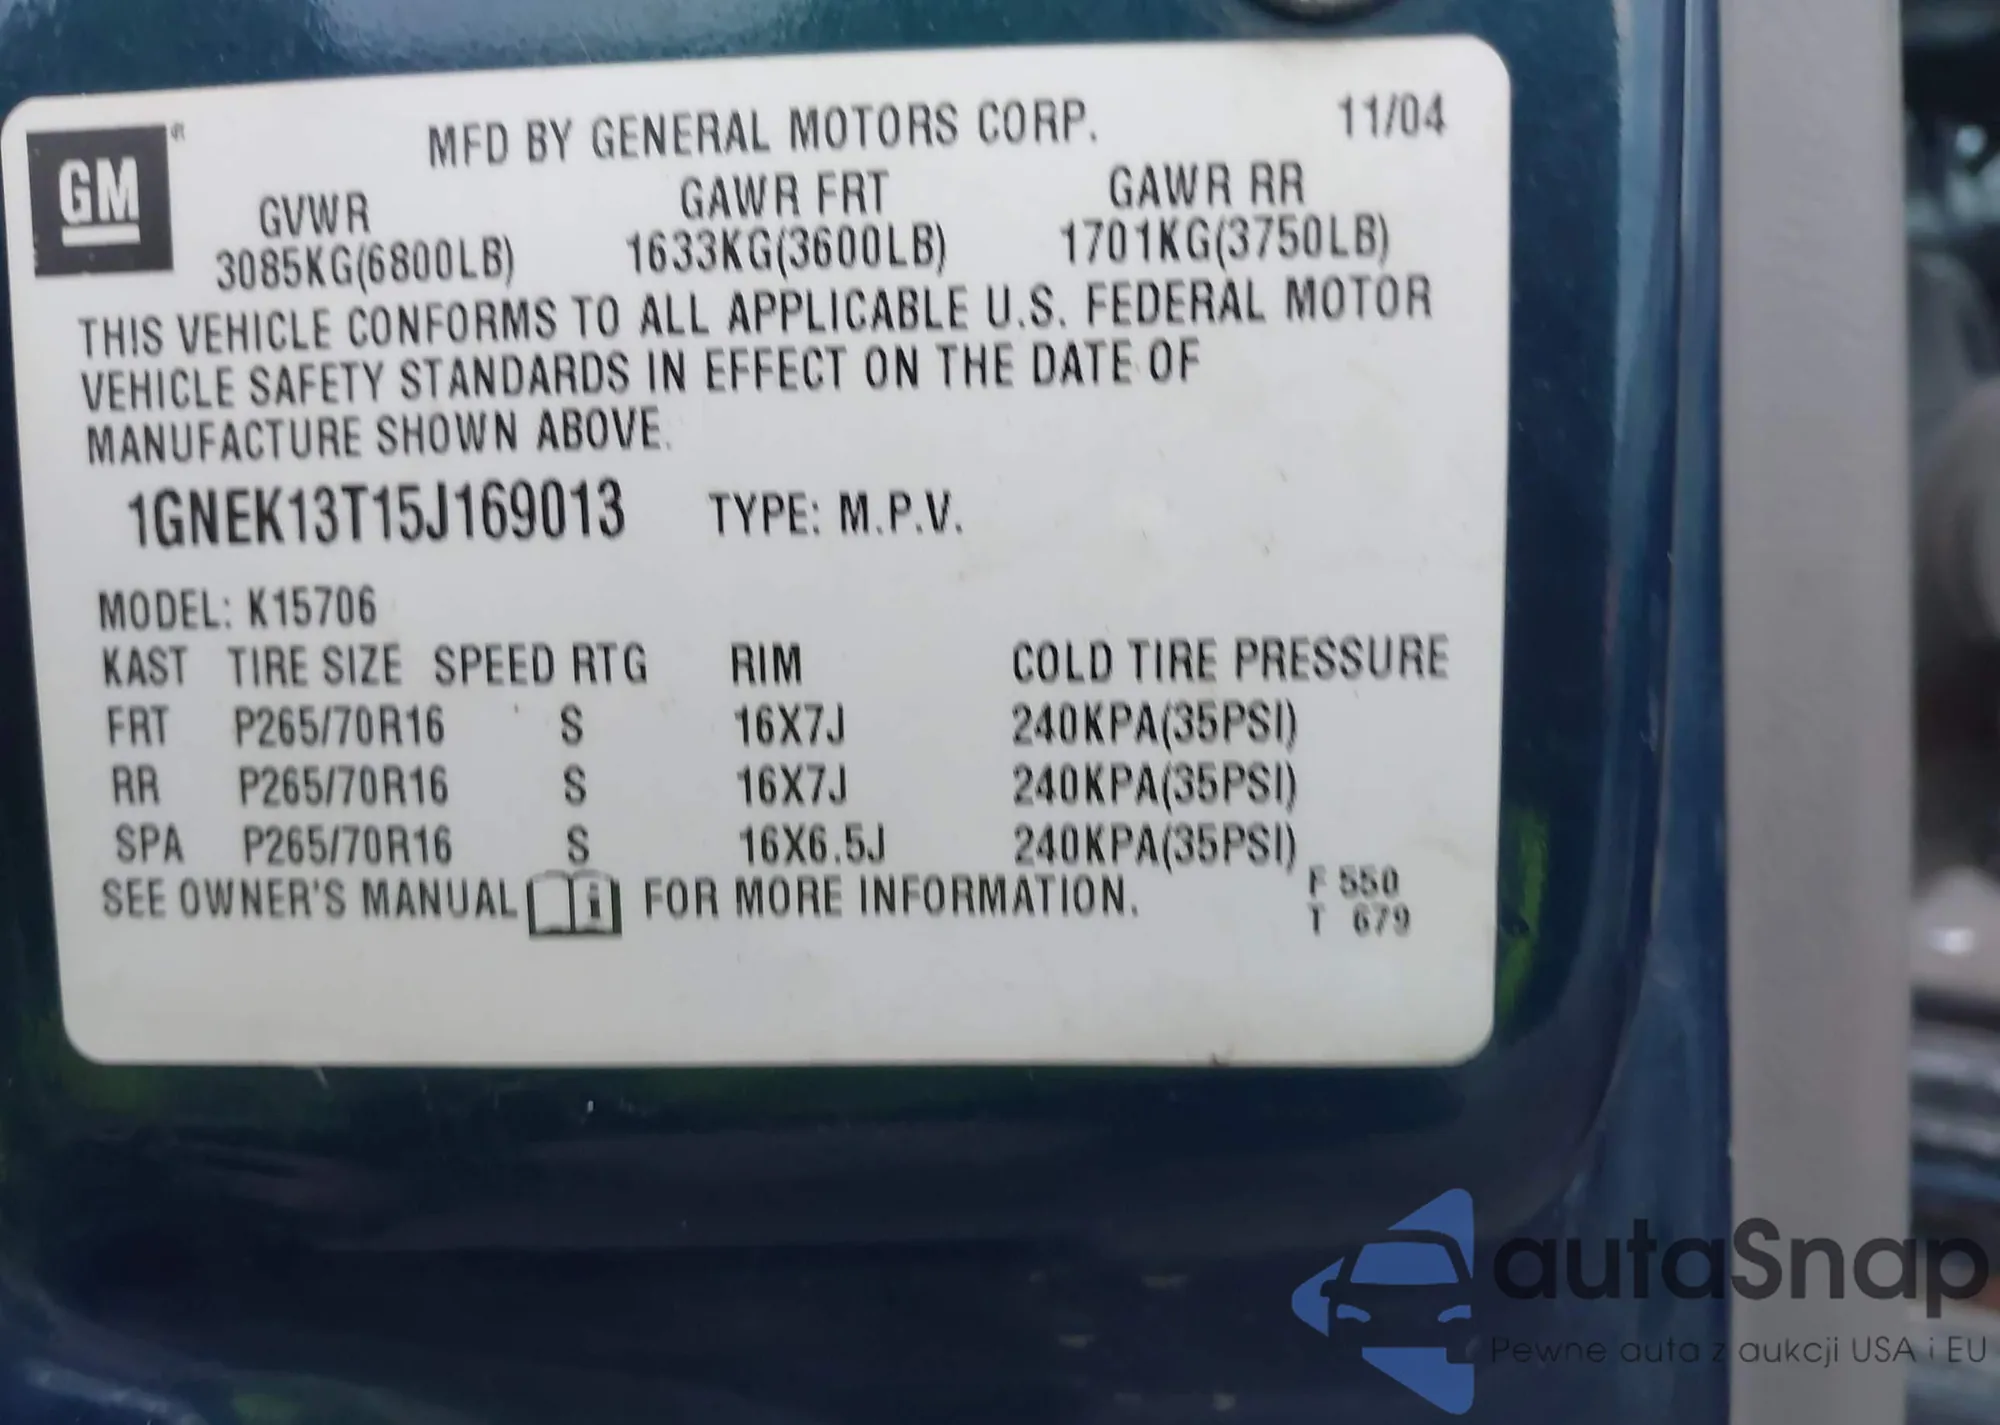 GM
MFD BY GENERAL MOTORS CORP. 11/04
GVWR GAWR FRT GAWR RR
3085KG(6800LB) 1633KG(3600LB) 1701KG(3750LB)
THIS VEHICLE CONFORMS TO ALL APPLICABLE U.S. FEDERAL MOTOR
VEHICLE SAFETY STANDARDS IN EFFECT ON THE DATE OF
MANUFACTURE SHOWN ABOVE.
1GNEK13T15J169013 TYPE: M.P.V.
MODEL: K15706
KAST TIRE SIZE SPEED RTG RIM COLD TIRE PRESSURE
FRT P265/70R16 S 16X7J 240KPA(35PSI)
RR P265/70R16 S 16X7J 240KPA(35PSI)
SPA P265/70R16 S 16X6.5J 240KPA(35PSI)
SEE OWNER'S MANUAL i FOR MORE INFORMATION.
F 550
T 679
autaSnap
Pewne auta z aukcji USA i EU